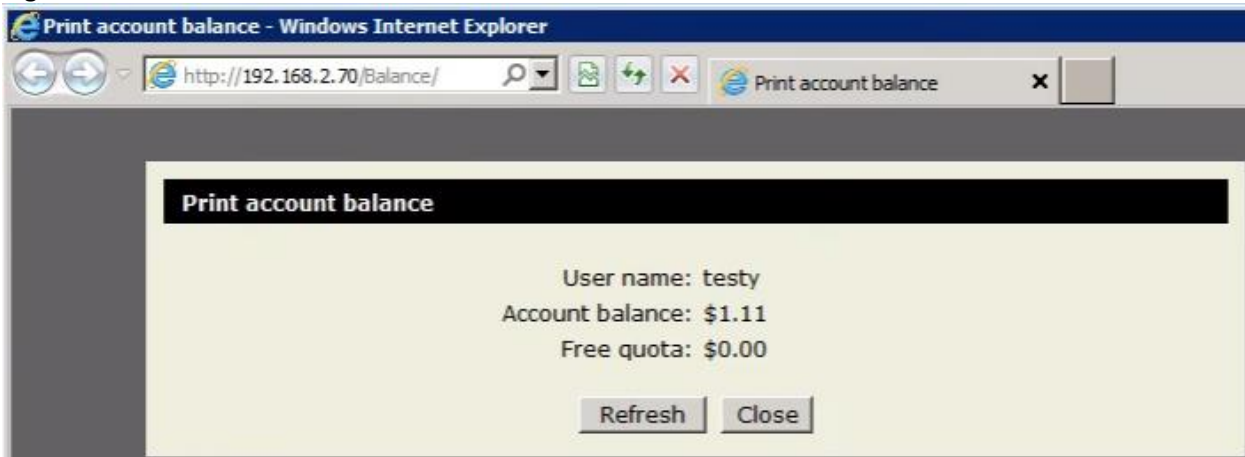 Print account balance - Windows Internet Explorer
http://192.168.2.70/Balance/
Print account balance
Print account balance
User name: testy
Account balance: $1.11
Free quota: $0.00
Refresh Close